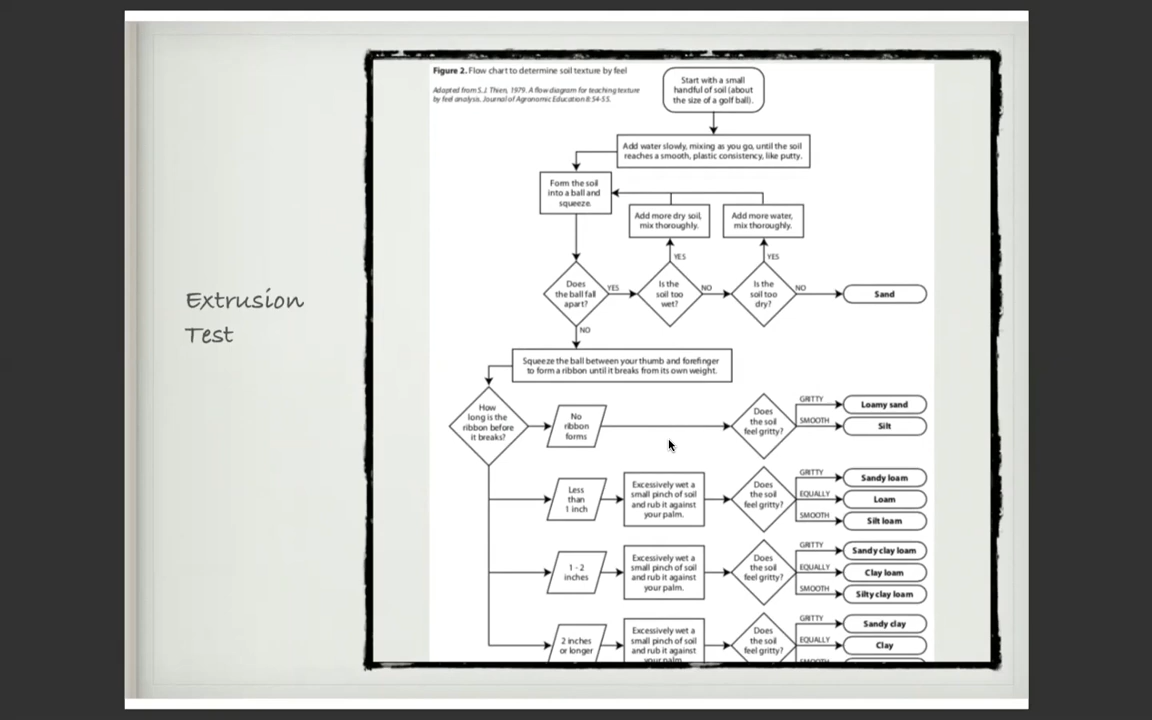 Extrusion
Test
Figure 2. Flow chart to determine soil texture by feel
Adapted from S.J. Thien, 1979. A flow diagram for teaching texture
by feel analysis. Journal of Agronomic Education 8:54-55.
Start with a small
handful of soil (about
the size of a golf ball).
Add water slowly, mixing as you go, until the soil
reaches a smooth, plastic consistency, like putty.
Form the soil
into a ball and
squeeze.
Add more dry soil,
mix thoroughly.
Add more water,
mix thoroughly.
YES
YES
Does
the ball fall
apart?
YES
Is the
soil too
wet?
NO
Is the
soil too
dry?
NO
Sand
NO
Squeeze the ball between your thumb and forefinger
to form a ribbon until it breaks from its own weight.
How
long is the
ribbon before
it breaks?
No
ribbon
forms
Does
the soil
feel gritty?
GRITTY
Loamy sand
SMOOTH
Silt
Less
than
1 inch
Excessively wet a
small pinch of soil
and rub it against
your palm.
Does
the soil
feel gritty?
GRITTY
Sandy loam
EQUALLY
Loam
SMOOTH
Silt loam
1 - 2
inches
Excessively wet a
small pinch of soil
and rub it against
your palm.
Does
the soil
feel gritty?
GRITTY
Sandy clay loam
EQUALLY
Clay loam
SMOOTH
Silty clay loam
2 inches
or longer
Excessively wet a
small pinch of soil
and rub it against
your palm.
Does
the soil
feel gritty?
GRITTY
Sandy clay
EQUALLY
Clay
SMOOTH